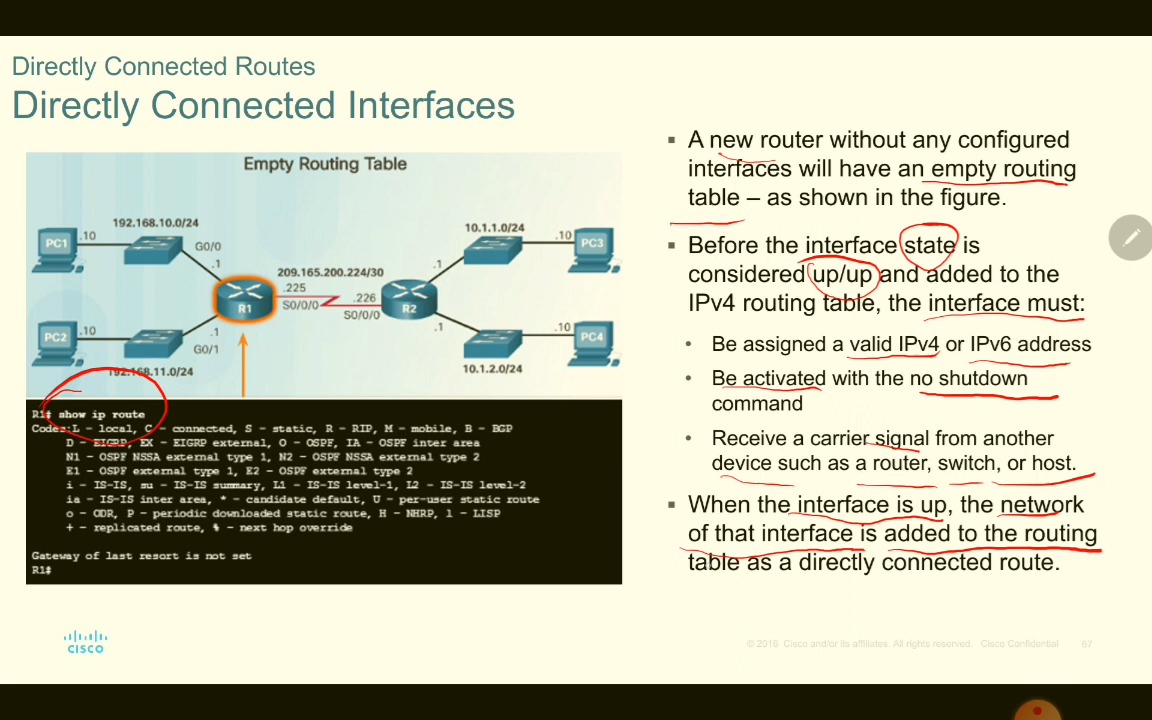 Directly Connected Routes
Directly Connected Interfaces
Empty Routing Table
192.168.10.0/24
10.1.1.0/24
PC1
.10
G0/0
.10
PC3
.1
209.165.200.224/30
.1
.225
.226
R1
S0/0/0
S0/0/0
R2
PC2
.10
.1
.1
.10
PC4
G0/1
192.168.11.0/24
10.1.2.0/24
R1# show ip route
Codes:L - local, C - connected, S - static, R - RIP, M - mobile, B - BGP
D - EIGRP, EX - EIGRP external, O - OSPF, IA - OSPF inter area
N1 - OSPF NSSA external type 1, N2 - OSPF NSSA external type 2
E1 - OSPF external type 1, E2 - OSPF external type 2
i - IS-IS, su - IS-IS summary, L1 - IS-IS level-1, L2 - IS-IS level-2
ia - IS-IS inter area, * - candidate default, U - per-user static route
o - ODR, P - periodic downloaded static route, H - NHRP, l - LISP
+ - replicated route, % - next hop override
Gateway of last resort is not set
R1#
▪ A new router without any configured
interfaces will have an empty routing
table – as shown in the figure.
▪ Before the interface state is
considered up/up and added to the
IPv4 routing table, the interface must:
• Be assigned a valid IPv4 or IPv6 address
• Be activated with the no shutdown
command
• Receive a carrier signal from another
device such as a router, switch, or host.
▪ When the interface is up, the network
of that interface is added to the routing
table as a directly connected route.
CISCO
© 2016 Cisco and/or its affiliates. All rights reserved. Cisco Confidential
67